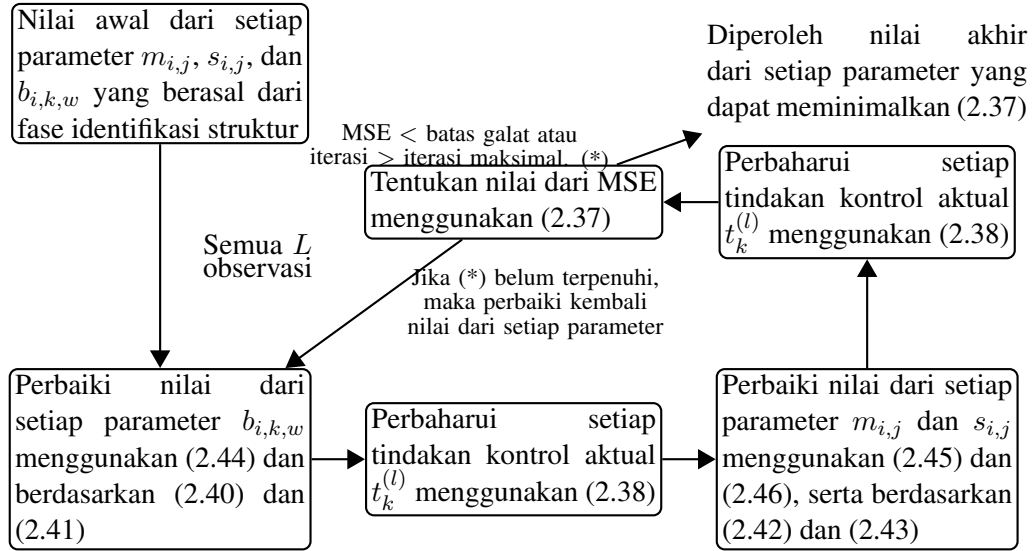 Nilai awal dari setiap
parameter $m_{i,j}$, $s_{i,j}$, dan
$b_{i,k,w}$ yang berasal dari
fase identifikasi struktur
Diperoleh nilai akhir
dari setiap parameter yang
dapat meminimalkan (2.37)
MSE < batas galat atau
iterasi > iterasi maksimal. (*)
Tentukan nilai dari MSE
menggunakan (2.37)
Perbaharui setiap
tindakan kontrol aktual
$t_k^{(l)}$ menggunakan (2.38)
Semua $L$
observasi
Jika (*) belum terpenuhi,
maka perbaiki kembali
nilai dari setiap parameter
Perbaiki nilai dari
setiap parameter $b_{i,k,w}$
menggunakan (2.44) dan
berdasarkan (2.40) dan
(2.41)
Perbaharui setiap
tindakan kontrol aktual
$t_k^{(l)}$ menggunakan (2.38)
Perbaiki nilai dari setiap
parameter $m_{i,j}$ dan $s_{i,j}$
menggunakan (2.45) dan
(2.46), serta berdasarkan
(2.42) dan (2.43)